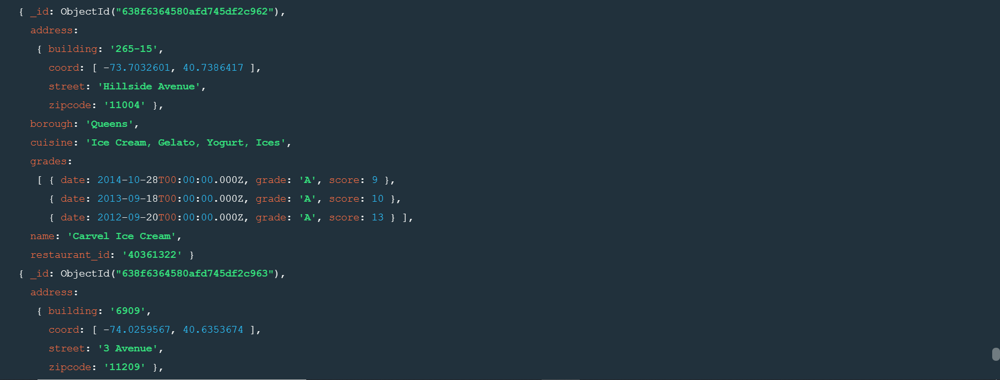 { _id: ObjectId("638f6364580afd745df2c962"),
address:
{ building: '265-15',
coord: [ -73.7032601, 40.7386417 ],
street: 'Hillside Avenue',
zipcode: '11004' },
borough: 'Queens',
cuisine: 'Ice Cream, Gelato, Yogurt, Ices',
grades:
[ { date: 2014-10-28T00:00:00.000Z, grade: 'A', score: 9 },
{ date: 2013-09-18T00:00:00.000Z, grade: 'A', score: 10 },
{ date: 2012-09-20T00:00:00.000Z, grade: 'A', score: 13 } ],
name: 'Carvel Ice Cream',
restaurant_id: '40361322' }
{ _id: ObjectId("638f6364580afd745df2c963"),
address:
{ building: '6909',
coord: [ -74.0259567, 40.6353674 ],
street: '3 Avenue',
zipcode: '11209' },